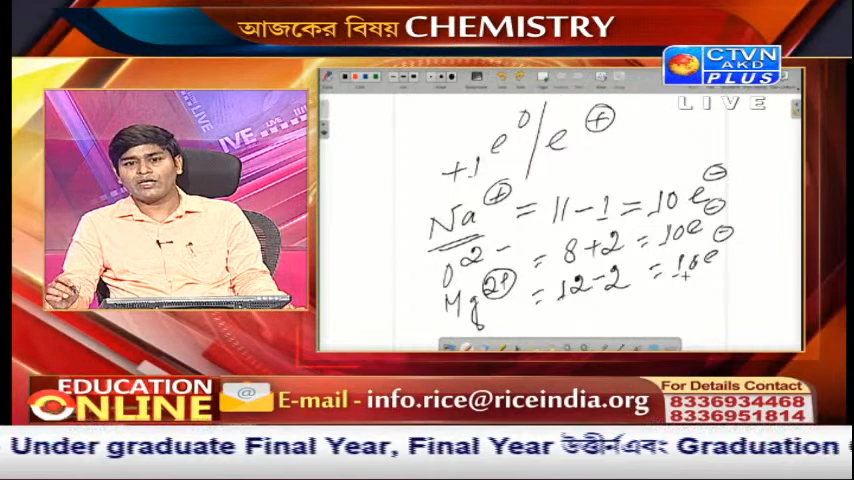 আজকের বিষয় CHEMISTRY
CTVN
AKD
PLUS
LIVE
+1 e⁰ / e⊕
Na⊕ = 11 - 1 = 10 e⊖
O²⁻ = 8 + 2 = 10e⊖
Mg²⁺ = 12 - 2 = 10e⊖
EDUCATION
ONLINE
E-mail - info.rice@riceindia.org
For Details Contact
8336934468
8336951814
Under graduate Final Year, Final Year উত্তীর্নএবং Graduation